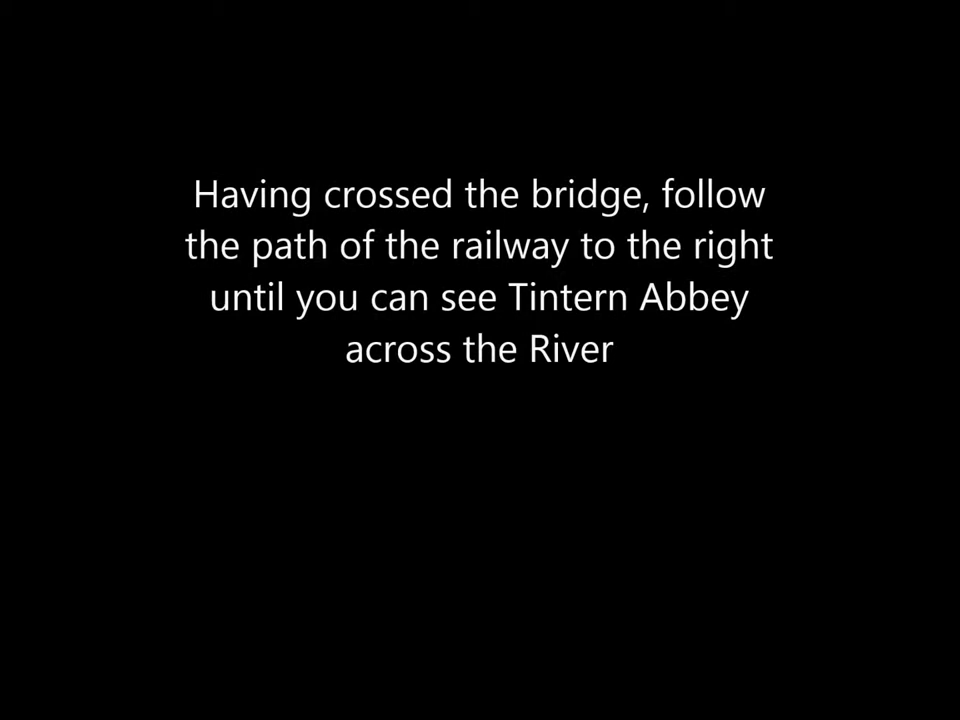 Having crossed the bridge, follow
the path of the railway to the right
until you can see Tintern Abbey
across the River